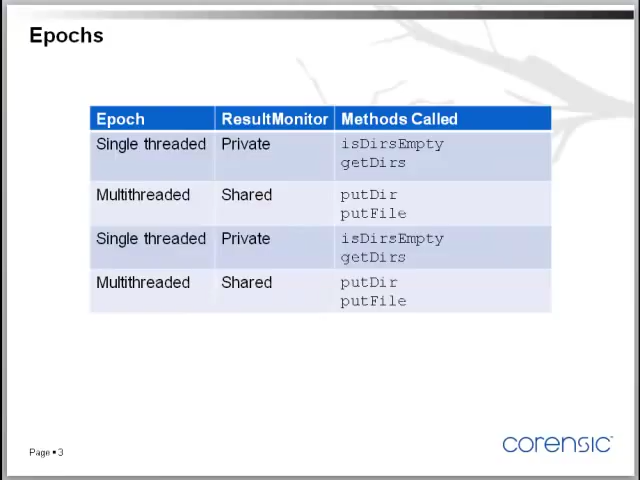 Epochs
Epoch ResultMonitor Methods Called
Single threaded Private isDirsEmpty
getDirs
Multithreaded Shared putDir
putFile
Single threaded Private isDirsEmpty
getDirs
Multithreaded Shared putDir
putFile
Page ▪ 3
corensic